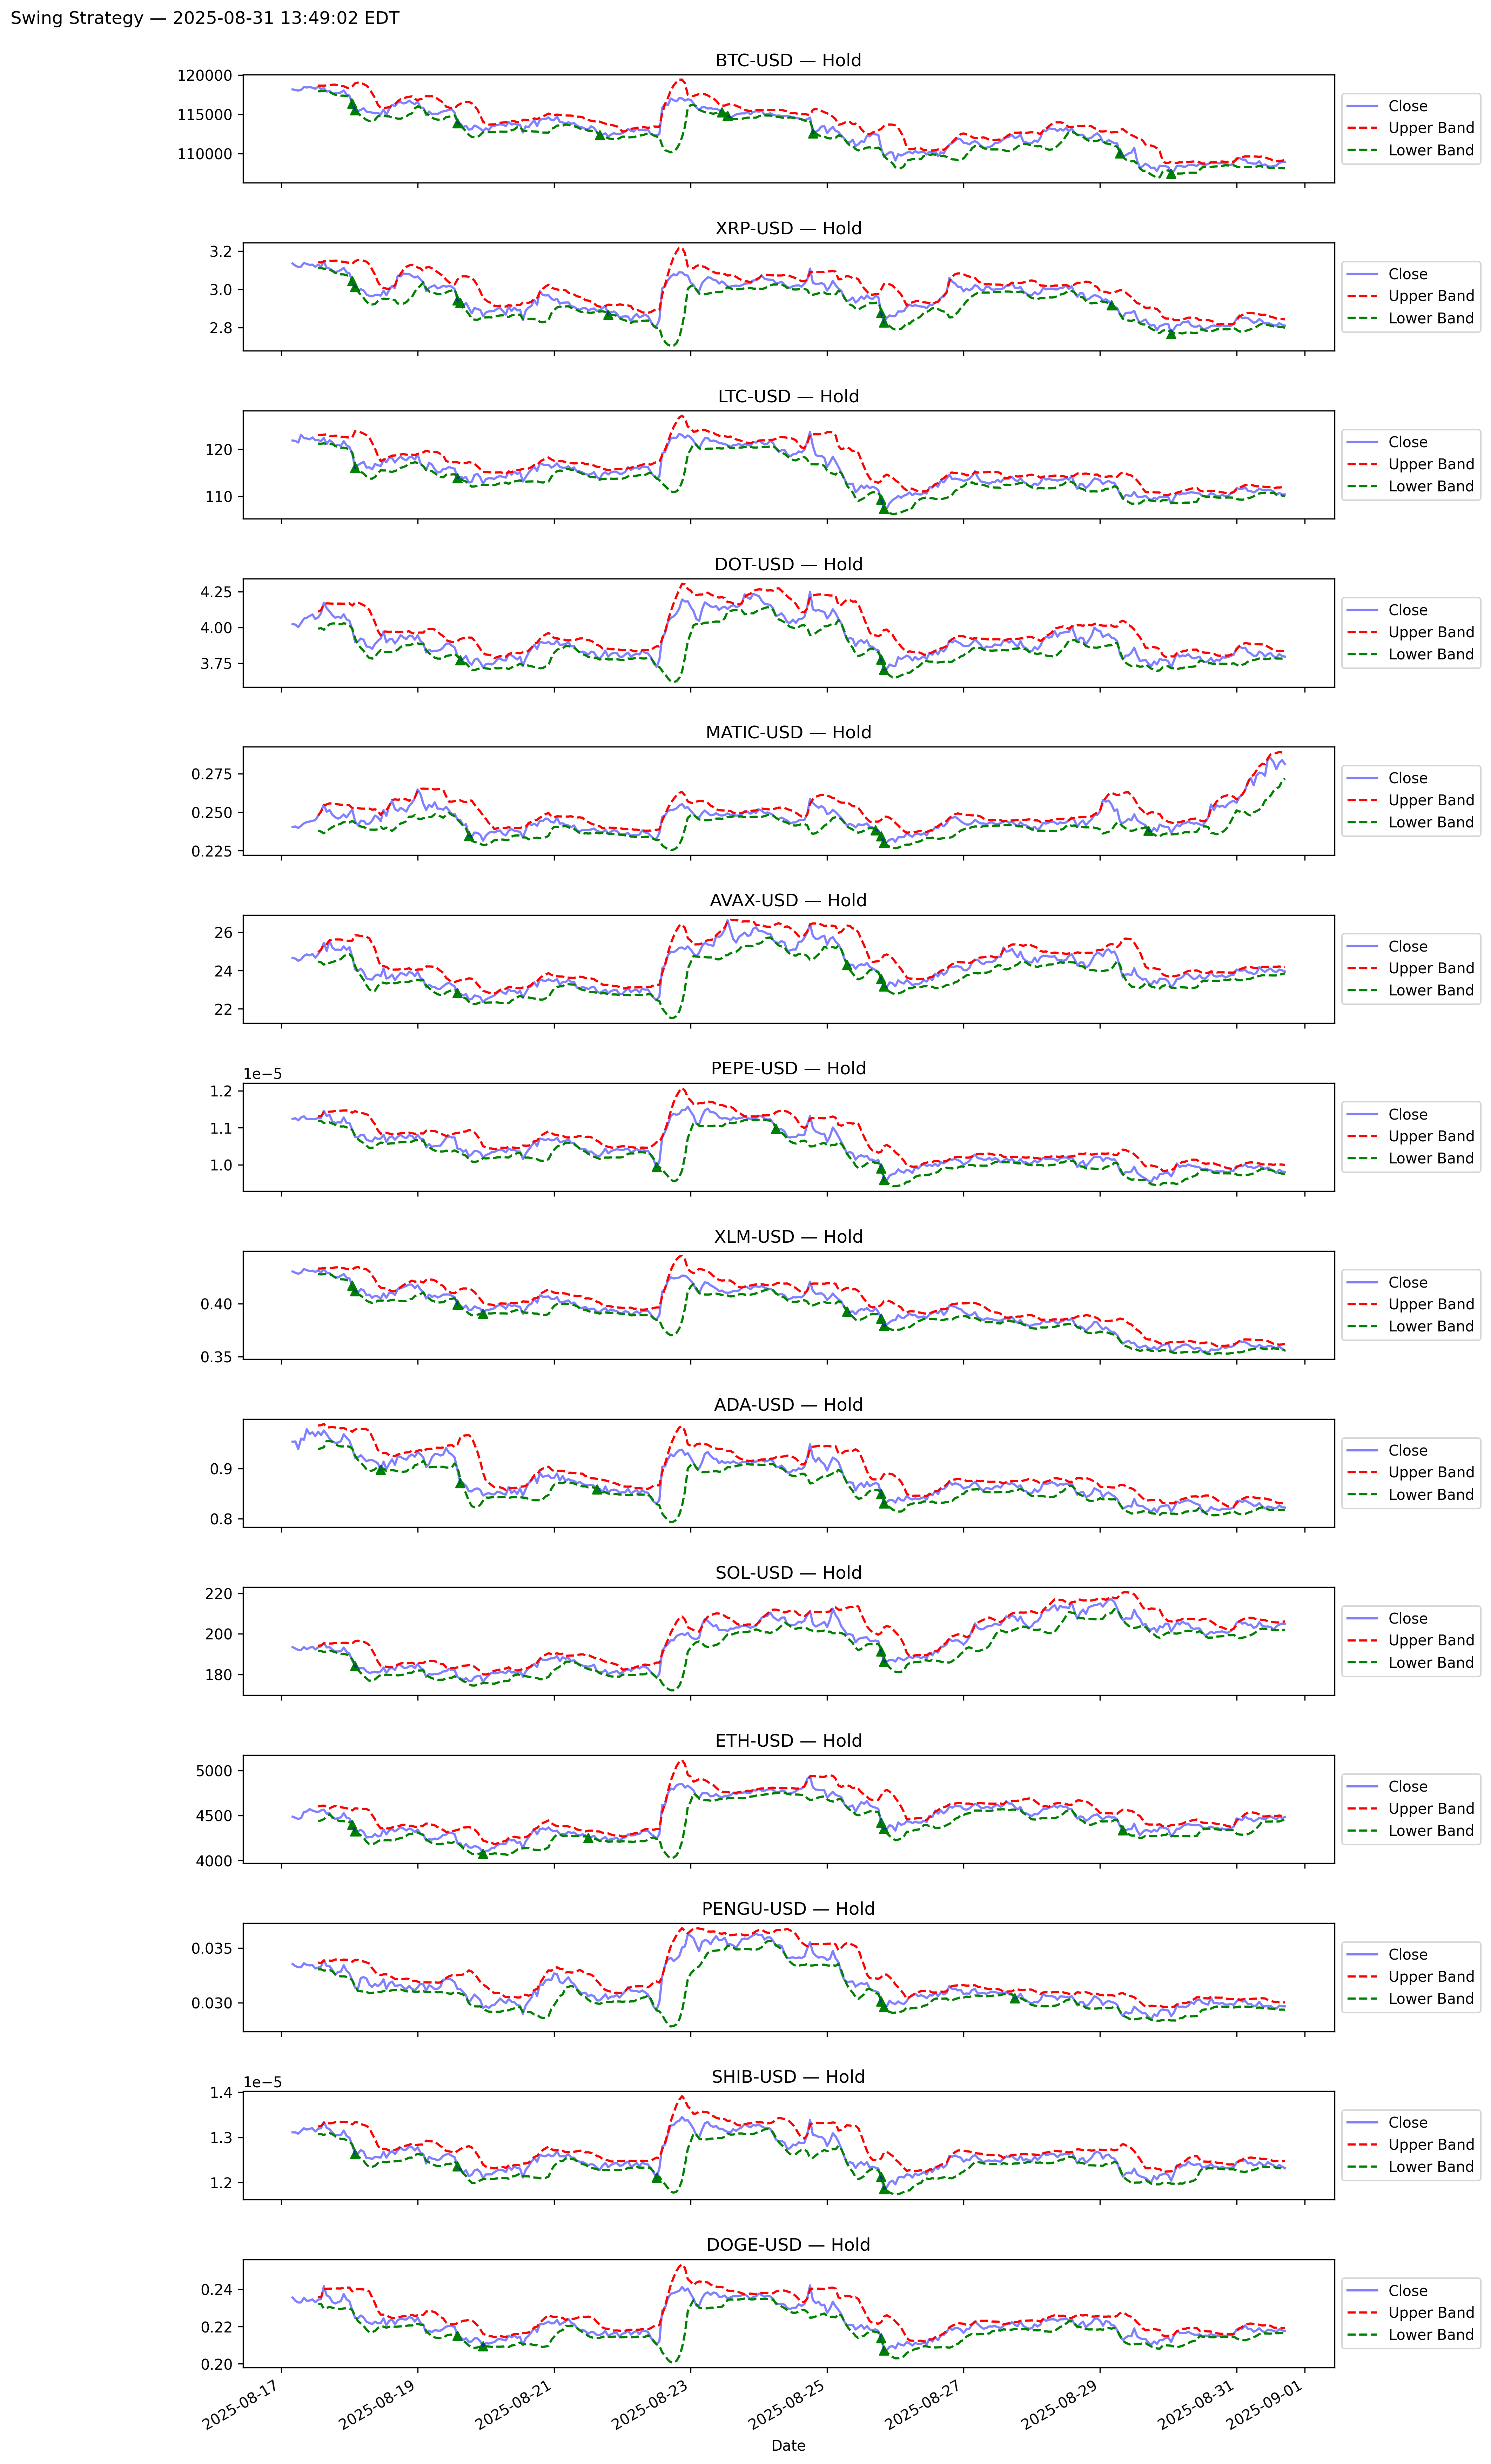 Swing Strategy — 2025-08-31 13:49:02 EDT
BTC-USD — Hold
120000
115000
110000
Close
Upper Band
Lower Band
XRP-USD — Hold
3.2
3.0
2.8
Close
Upper Band
Lower Band
LTC-USD — Hold
120
110
Close
Upper Band
Lower Band
DOT-USD — Hold
4.25
4.00
3.75
Close
Upper Band
Lower Band
MATIC-USD — Hold
0.275
0.250
0.225
Close
Upper Band
Lower Band
AVAX-USD — Hold
26
24
22
Close
Upper Band
Lower Band
PEPE-USD — Hold
1e−5
1.2
1.1
1.0
Close
Upper Band
Lower Band
XLM-USD — Hold
0.40
0.35
Close
Upper Band
Lower Band
ADA-USD — Hold
0.9
0.8
Close
Upper Band
Lower Band
SOL-USD — Hold
220
200
180
Close
Upper Band
Lower Band
ETH-USD — Hold
5000
4500
4000
Close
Upper Band
Lower Band
PENGU-USD — Hold
0.035
0.030
Close
Upper Band
Lower Band
SHIB-USD — Hold
1e−5
1.4
1.3
1.2
Close
Upper Band
Lower Band
DOGE-USD — Hold
0.24
0.22
0.20
Close
Upper Band
Lower Band
2025-08-17
2025-08-19
2025-08-21
2025-08-23
2025-08-25
2025-08-27
2025-08-29
2025-08-31
2025-09-01
Date